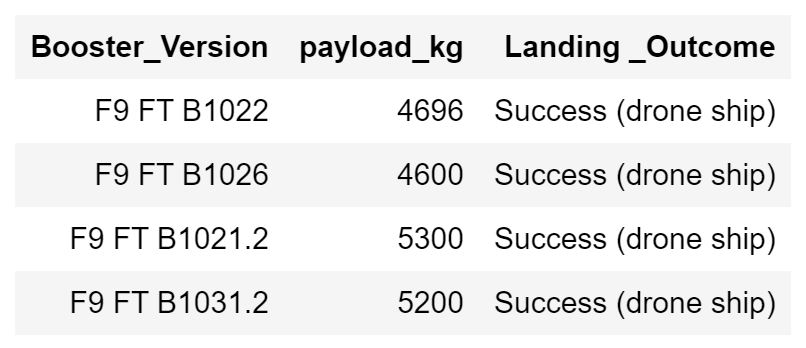 Booster_Version payload_kg Landing _Outcome
F9 FT B1022 4696 Success (drone ship)
F9 FT B1026 4600 Success (drone ship)
F9 FT B1021.2 5300 Success (drone ship)
F9 FT B1031.2 5200 Success (drone ship)